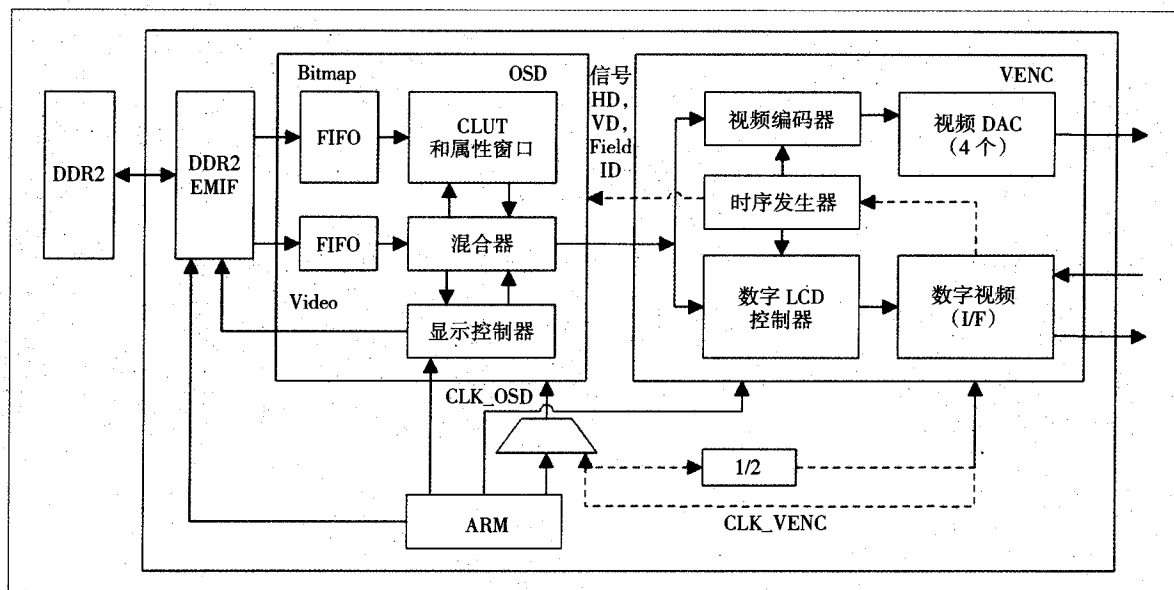 Bitmap
OSD
信号
HD,
VD,
Field
ID
VENC
DDR2
DDR2
EMIF
FIFO
CLUT
和属性窗口
视频编码器
视频 DAC
(4 个)
时序发生器
FIFO
混合器
Video
显示控制器
数字 LCD
控制器
数字视频
(I/F)
CLK_OSD
1/2
ARM
CLK_VENC